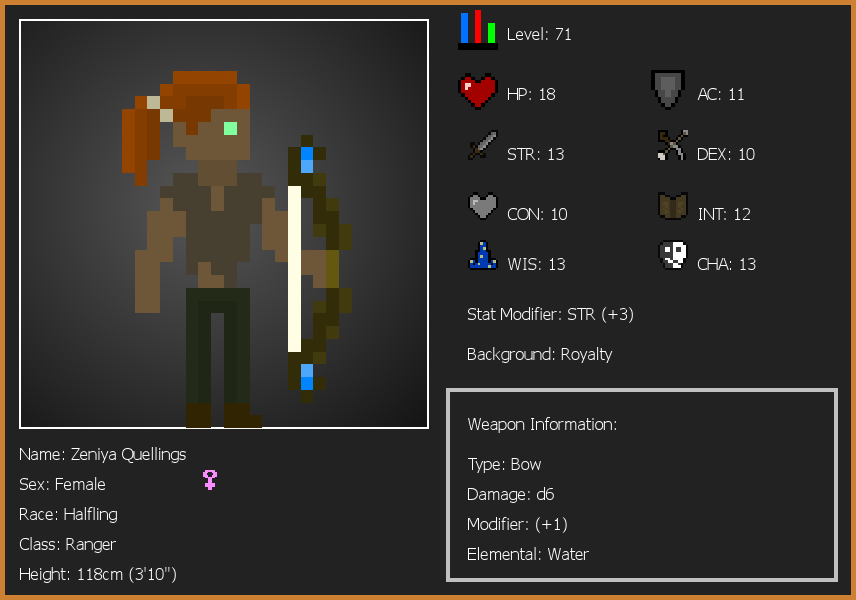 Level: 71
HP: 18
AC: 11
STR: 13
DEX: 10
CON: 10
INT: 12
WIS: 13
CHA: 13
Stat Modifier: STR (+3)
Background: Royalty
Weapon Information:
Type: Bow
Damage: d6
Modifier: (+1)
Elemental: Water
Name: Zeniya Quellings
Sex: Female
Race: Halfling
Class: Ranger
Height: 118cm (3'10")